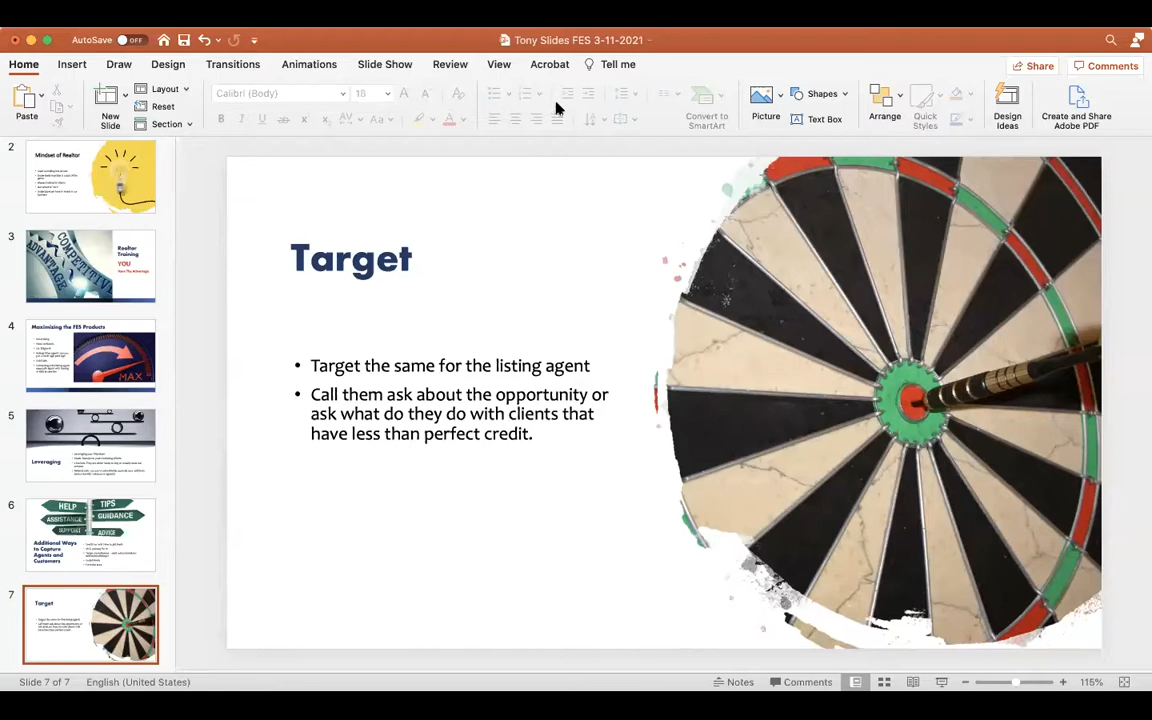 AutoSave OFF
Tony Slides FES 3-11-2021
Home Insert Draw Design Transitions Animations Slide Show Review View Acrobat Tell me
Share Comments
Paste
New Slide
Layout
Reset
Section
Calibri (Body) 18
Convert to SmartArt
Picture
Shapes
Text Box
Arrange
Quick Styles
Design Ideas
Create and Share Adobe PDF
2
Mindset of Realtor
3
COMPETITIVE
ADVANTAGE
Realtor
Training
YOU
Have The Advantage
4
Maximizing the FES Products
MAX
5
Leveraging
6
HELP
TIPS
ASSISTANCE
GUIDANCE
SUPPORT
ADVICE
Additional Ways
to Capture
Agents and
Customers
7
Target
Target
• Target the same for the listing agent
• Call them ask about the opportunity or
ask what do they do with clients that
have less than perfect credit.
Slide 7 of 7 English (United States)
Notes Comments 115%